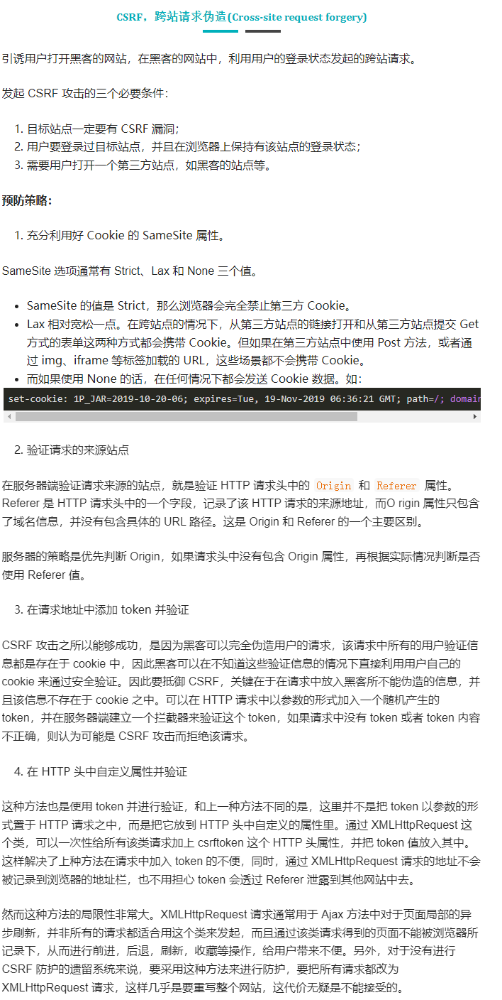 CSRF，跨站请求伪造(Cross-site request forgery)
引诱用户打开黑客的网站，在黑客的网站中，利用用户的登录状态发起的跨站请求。
发起 CSRF 攻击的三个必要条件：
1. 目标站点一定要有 CSRF 漏洞；
2. 用户要登录过目标站点，并且在浏览器上保持有该站点的登录状态；
3. 需要用户打开一个第三方站点，如黑客的站点等。
预防策略：
1. 充分利用好 Cookie 的 SameSite 属性。
SameSite 选项通常有 Strict、Lax 和 None 三个值。
• SameSite 的值是 Strict，那么浏览器会完全禁止第三方 Cookie。
• Lax 相对宽松一点。在跨站点的情况下，从第三方站点的链接打开和从第三方站点提交 Get
方式的表单这两种方式都会携带 Cookie。但如果在第三方站点中使用 Post 方法，或者通
过 img、iframe 等标签加载的 URL，这些场景都不会携带 Cookie。
• 而如果使用 None 的话，在任何情况下都会发送 Cookie 数据。如：
set-cookie: 1P_JAR=2019-10-20-06; expires=Tue, 19-Nov-2019 06:36:21 GMT; path=/; domain
2. 验证请求的来源站点
在服务器端验证请求来源的站点，就是验证 HTTP 请求头中的 Origin 和 Referer 属性。
Referer 是 HTTP 请求头中的一个字段，记录了该 HTTP 请求的来源地址，而O rigin 属性只包含
了域名信息，并没有包含具体的 URL 路径。这是 Origin 和 Referer 的一个主要区别。
服务器的策略是优先判断 Origin，如果请求头中没有包含 Origin 属性，再根据实际情况判断是否
使用 Referer 值。
3. 在请求地址中添加 token 并验证
CSRF 攻击之所以能够成功，是因为黑客可以完全伪造用户的请求，该请求中所有的用户验证信
息都是存在于 cookie 中，因此黑客可以在不知道这些验证信息的情况下直接利用用户自己的
cookie 来通过安全验证。因此要抵御 CSRF，关键在于在请求中放入黑客所不能伪造的信息，并
且该信息不存在于 cookie 之中。可以在 HTTP 请求中以参数的形式加入一个随机产生的
token，并在服务器端建立一个拦截器来验证这个 token，如果请求中没有 token 或者 token 内容
不正确，则认为可能是 CSRF 攻击而拒绝该请求。
4. 在 HTTP 头中自定义属性并验证
这种方法也是使用 token 并进行验证，和上一种方法不同的是，这里并不是把 token 以参数的形
式置于 HTTP 请求之中，而是把它放到 HTTP 头中自定义的属性里。通过 XMLHttpRequest 这
个类，可以一次性给所有该类请求加上 csrftoken 这个 HTTP 头属性，并把 token 值放入其中。
这样解决了上种方法在请求中加入 token 的不便，同时，通过 XMLHttpRequest 请求的地址不会
被记录到浏览器的地址栏，也不用担心 token 会透过 Referer 泄露到其他网站中去。
然而这种方法的局限性非常大。XMLHttpRequest 请求通常用于 Ajax 方法中对于页面局部的异
步刷新，并非所有的请求都适合用这个类来发起，而且通过该类请求得到的页面不能被浏览器所
记录下，从而进行前进，后退，刷新，收藏等操作，给用户带来不便。另外，对于没有进行
CSRF 防护的遗留系统来说，要采用这种方法来进行防护，要把所有请求都改为
XMLHttpRequest 请求，这样几乎是要重写整个网站，这代价无疑是不能接受的。